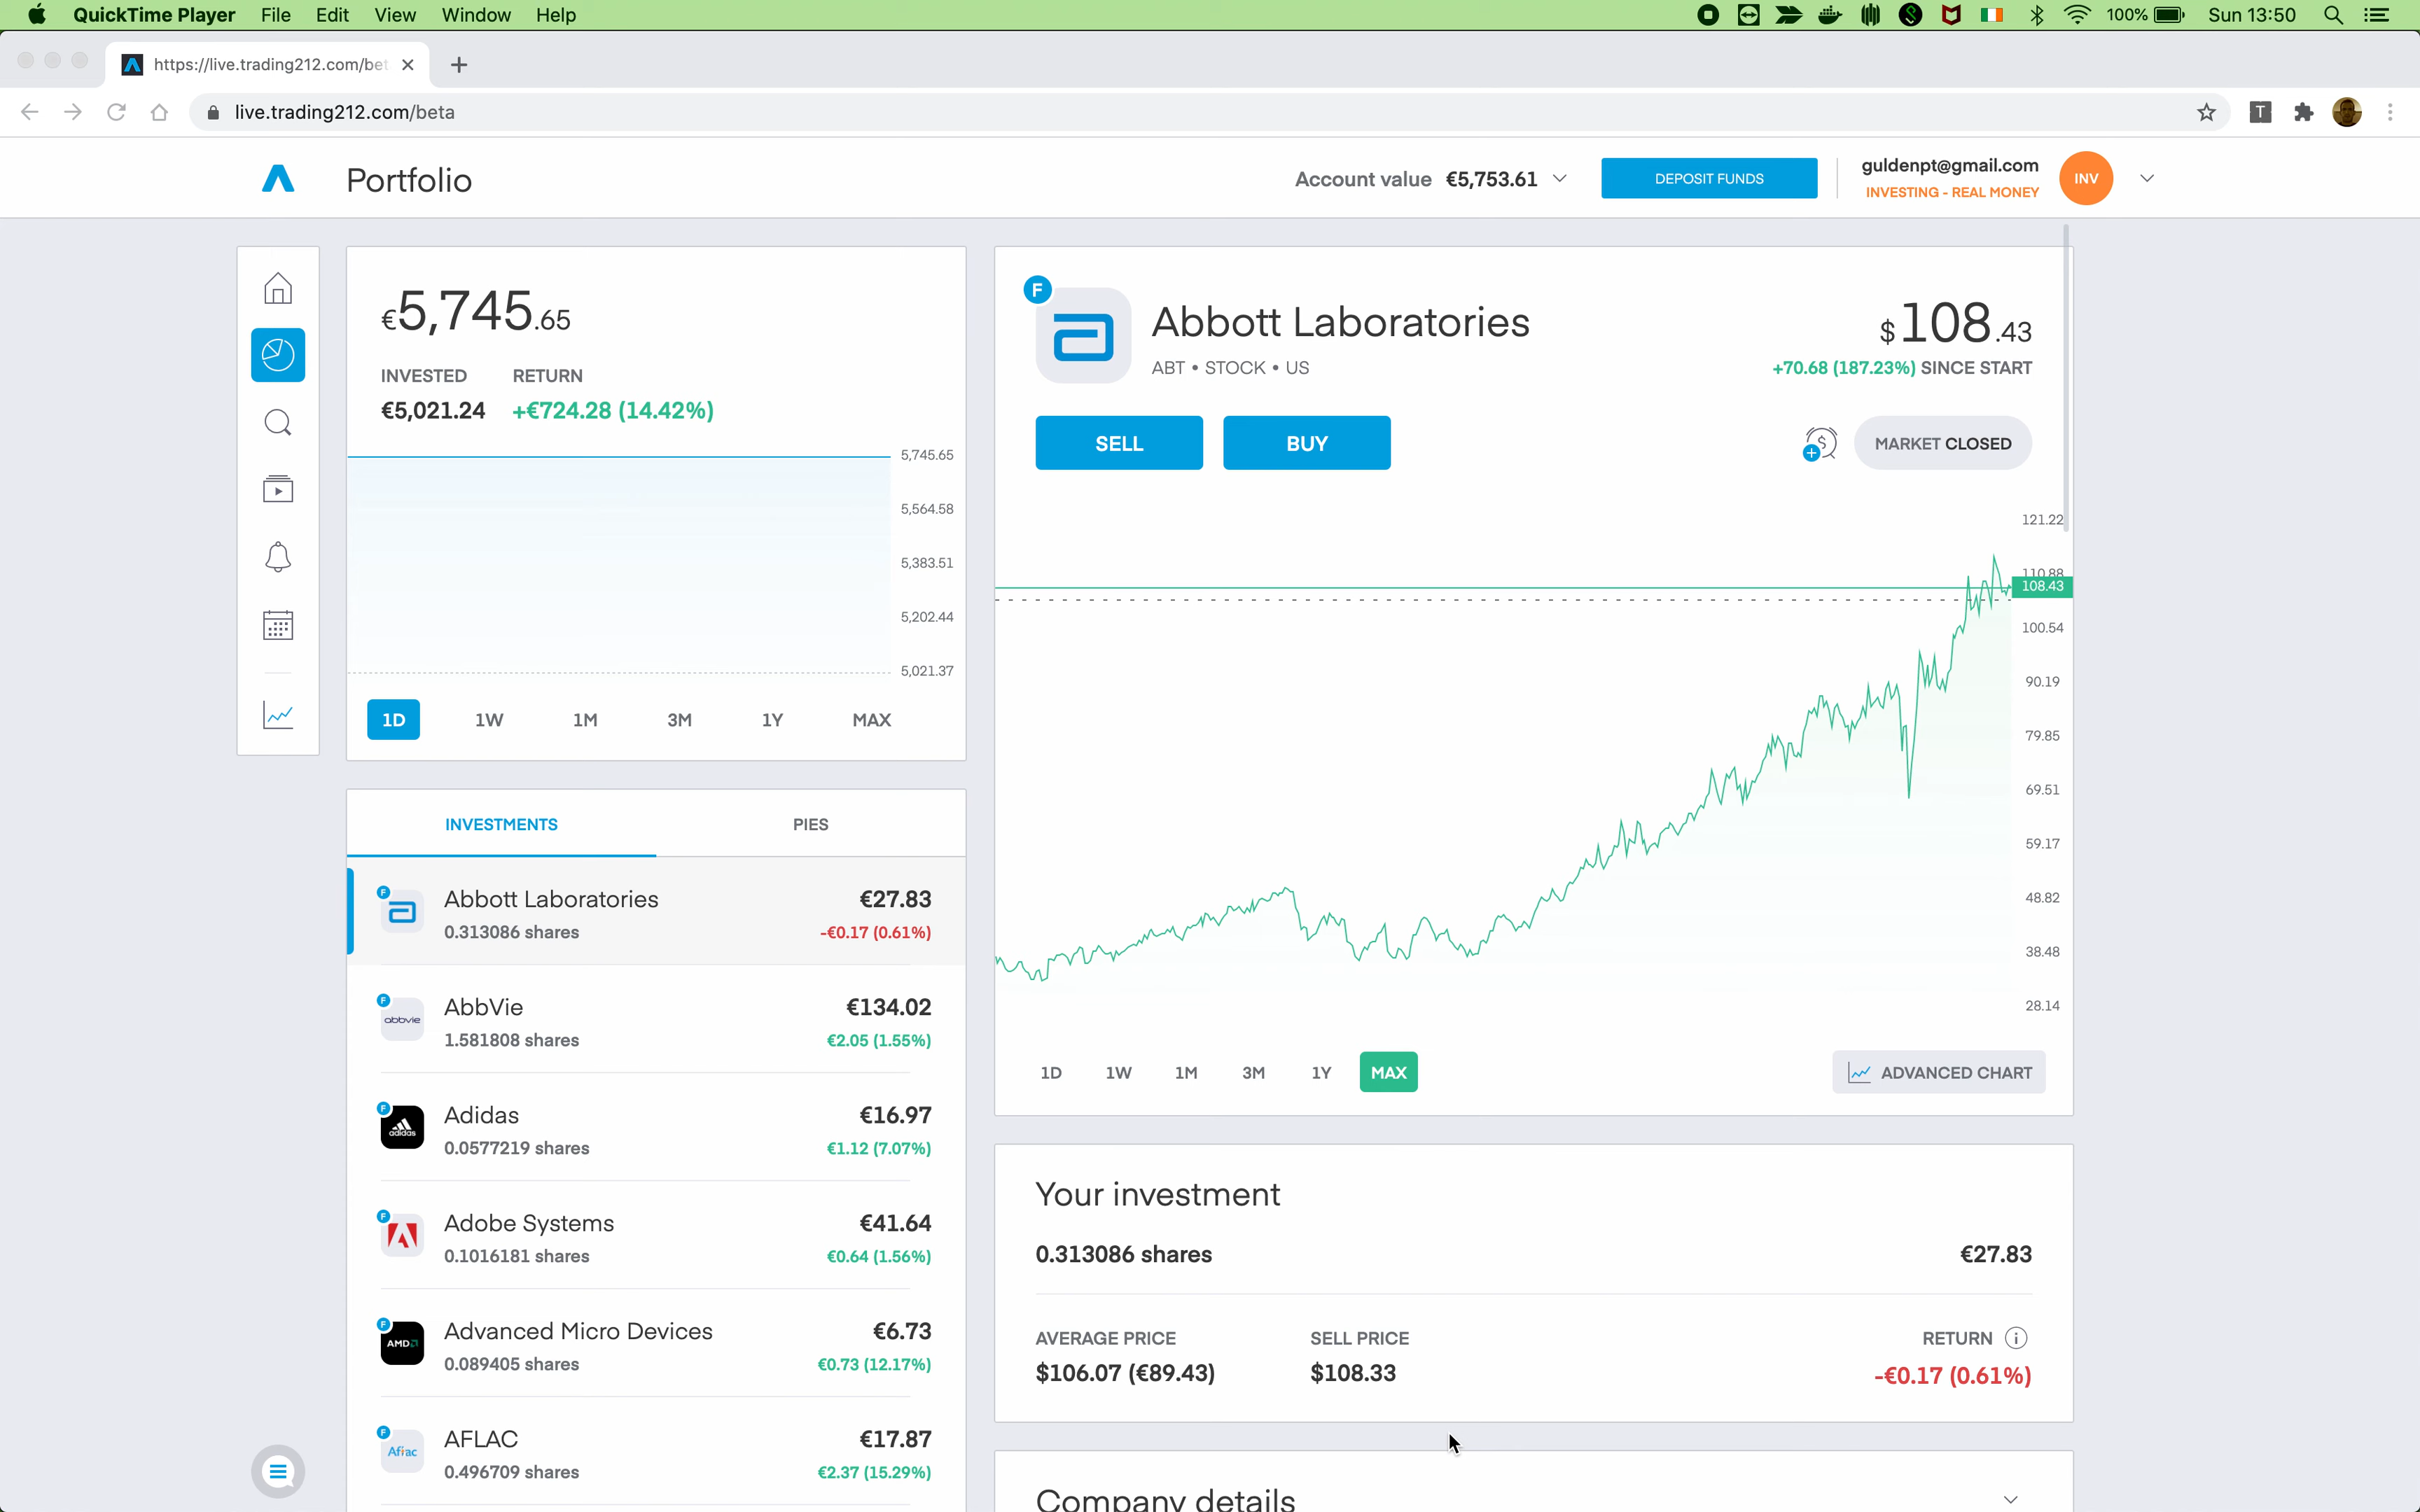 QuickTime Player File Edit View Window Help 100% Sun 13:50
https://live.trading212.com/bet
live.trading212.com/beta
T
Portfolio
Account value €5,753.61
DEPOSIT FUNDS
guldenpt@gmail.com
INVESTING - REAL MONEY
INV
€5,745.65
INVESTED RETURN
€5,021.24 +€724.28 (14.42%)
5,745.65
5,564.58
5,383.51
5,202.44
5,021.37
1D 1W 1M 3M 1Y MAX
INVESTMENTS PIES
F
Abbott Laboratories €27.83
0.313086 shares -€0.17 (0.61%)
F
abbvie
AbbVie €134.02
1.581808 shares €2.05 (1.55%)
F
adidas
Adidas €16.97
0.0577219 shares €1.12 (7.07%)
F
Adobe Systems €41.64
0.1016181 shares €0.64 (1.56%)
F
AMD
Advanced Micro Devices €6.73
0.089405 shares €0.73 (12.17%)
F
Aflac
AFLAC €17.87
0.496709 shares €2.37 (15.29%)
F
Abbott Laboratories
ABT • STOCK • US
$108.43
+70.68 (187.23%) SINCE START
SELL BUY
MARKET CLOSED
121.22
110.88
108.43
100.54
90.19
79.85
69.51
59.17
48.82
38.48
28.14
1D 1W 1M 3M 1Y MAX
ADVANCED CHART
Your investment
0.313086 shares €27.83
AVERAGE PRICE SELL PRICE RETURN
$106.07 (€89.43) $108.33 -€0.17 (0.61%)
Company details